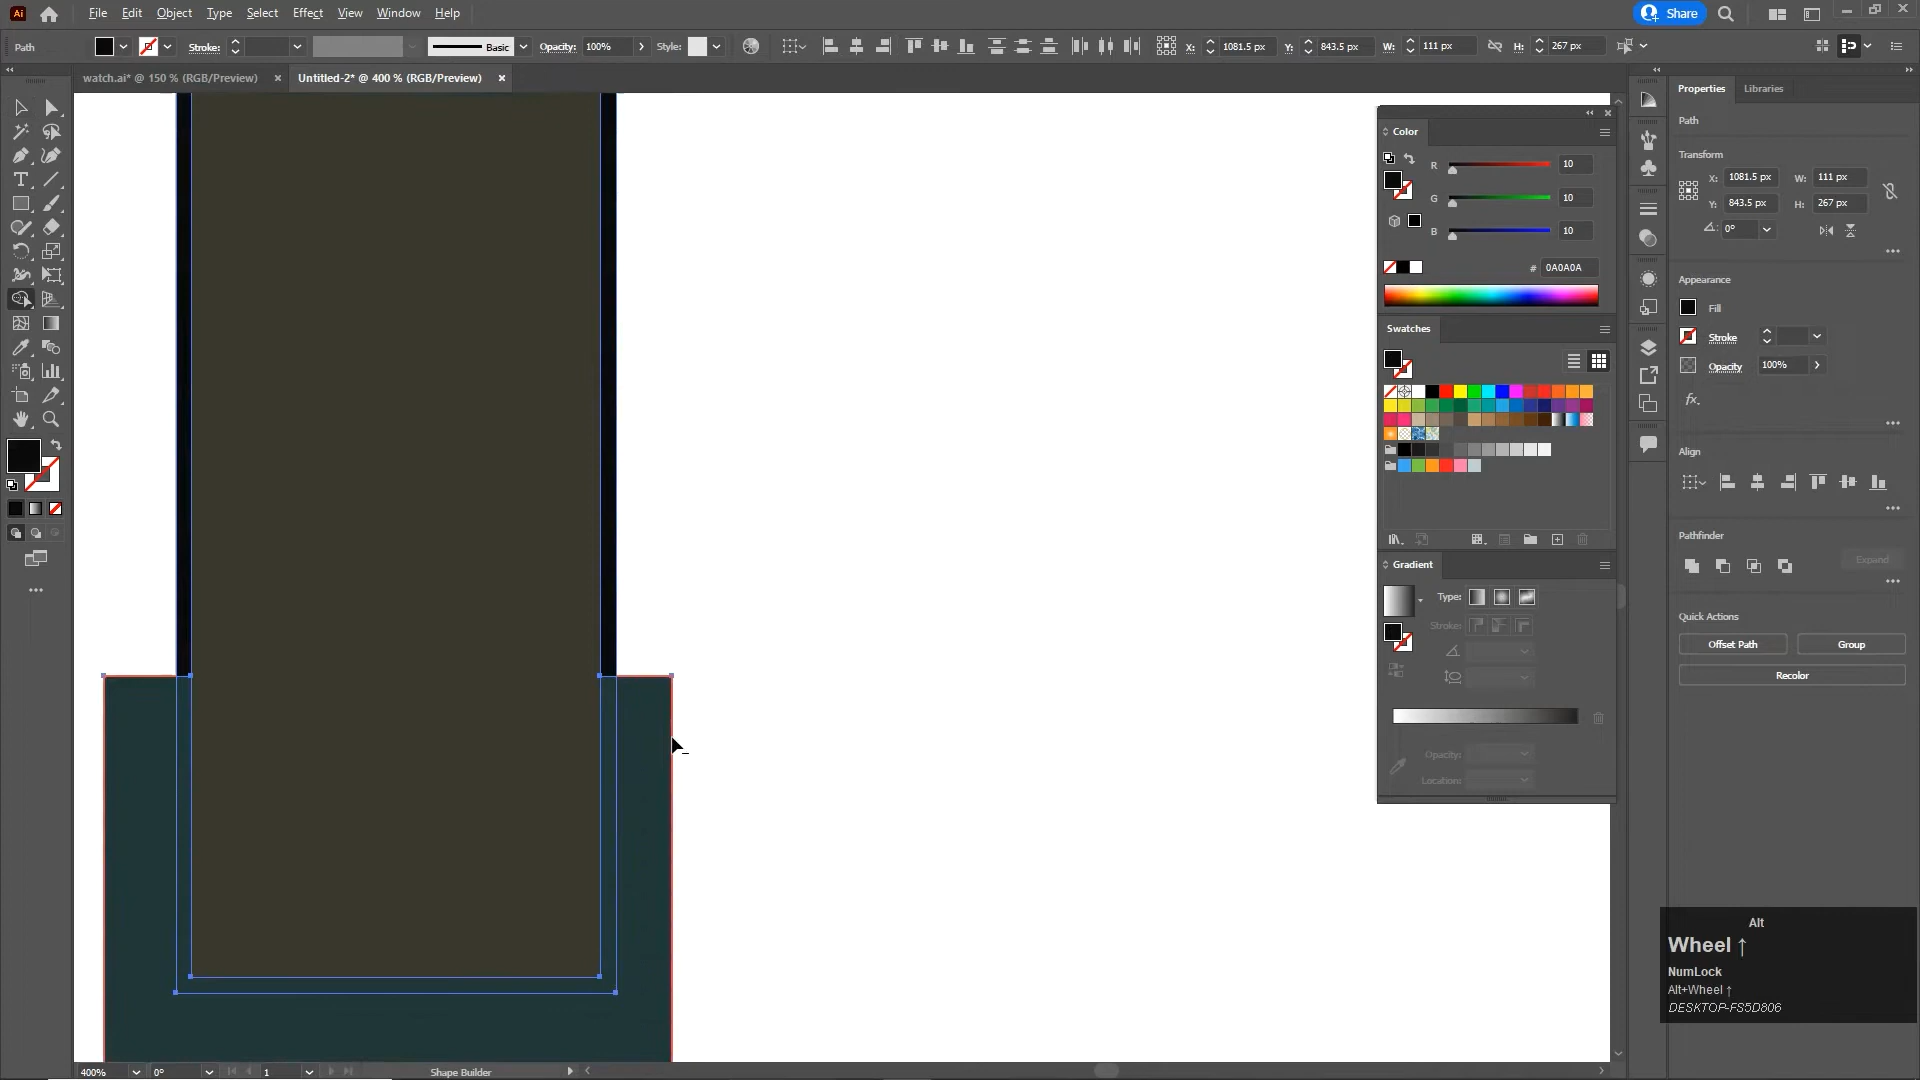 Ai File Edit Object Type Select Effect View Window Help Share
Path Stroke: Basic Opacity: 100% Style: X: 1081.5 px Y: 843.5 px W: 111 px H: 267 px
watch.ai* @ 150 % (RGB/Preview) Untitled-2* @ 400 % (RGB/Preview)
Properties Libraries
Path
Transform
X: 1081.5 px W: 111 px
Y: 843.5 px H: 267 px
0°
Appearance
Fill
Stroke
Opacity 100%
fx.
Align
Pathfinder
Expand
Quick Actions
Offset Path Group
Recolor
Color
R 10
G 10
B 10
# 0A0A0A
Swatches
Gradient
Type:
Stroke:
Opacity:
Location:
Alt
Wheel ↑
NumLock
Alt+Wheel ↑
DESKTOP-FS5D806
400% 0° 1 Shape Builder